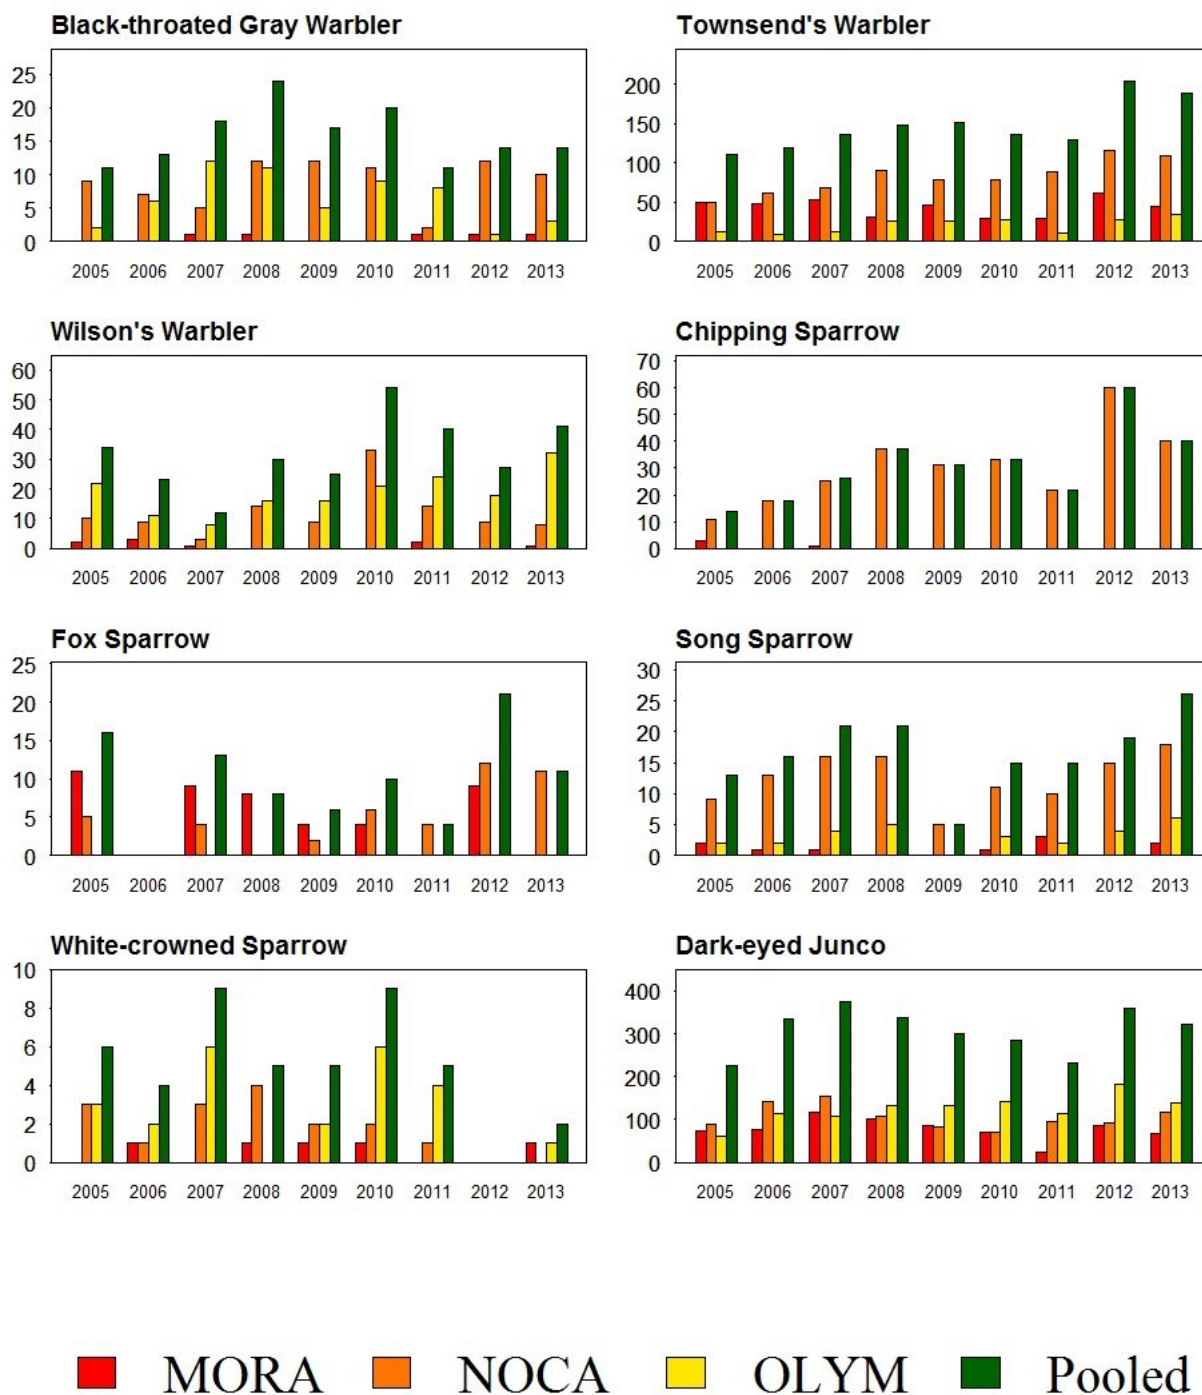 Black-throated Gray Warbler
25
20
15
10
5
0
2005 2006 2007 2008 2009 2010 2011 2012 2013
Townsend's Warbler
200
150
100
50
0
2005 2006 2007 2008 2009 2010 2011 2012 2013
Wilson's Warbler
60
50
40
30
20
10
0
2005 2006 2007 2008 2009 2010 2011 2012 2013
Chipping Sparrow
70
60
50
40
30
20
10
0
2005 2006 2007 2008 2009 2010 2011 2012 2013
Fox Sparrow
25
20
15
10
5
0
2005 2006 2007 2008 2009 2010 2011 2012 2013
Song Sparrow
30
25
20
15
10
5
0
2005 2006 2007 2008 2009 2010 2011 2012 2013
White-crowned Sparrow
10
8
6
4
2
0
2005 2006 2007 2008 2009 2010 2011 2012 2013
Dark-eyed Junco
400
300
200
100
0
2005 2006 2007 2008 2009 2010 2011 2012 2013
MORA NOCA OLYM Pooled